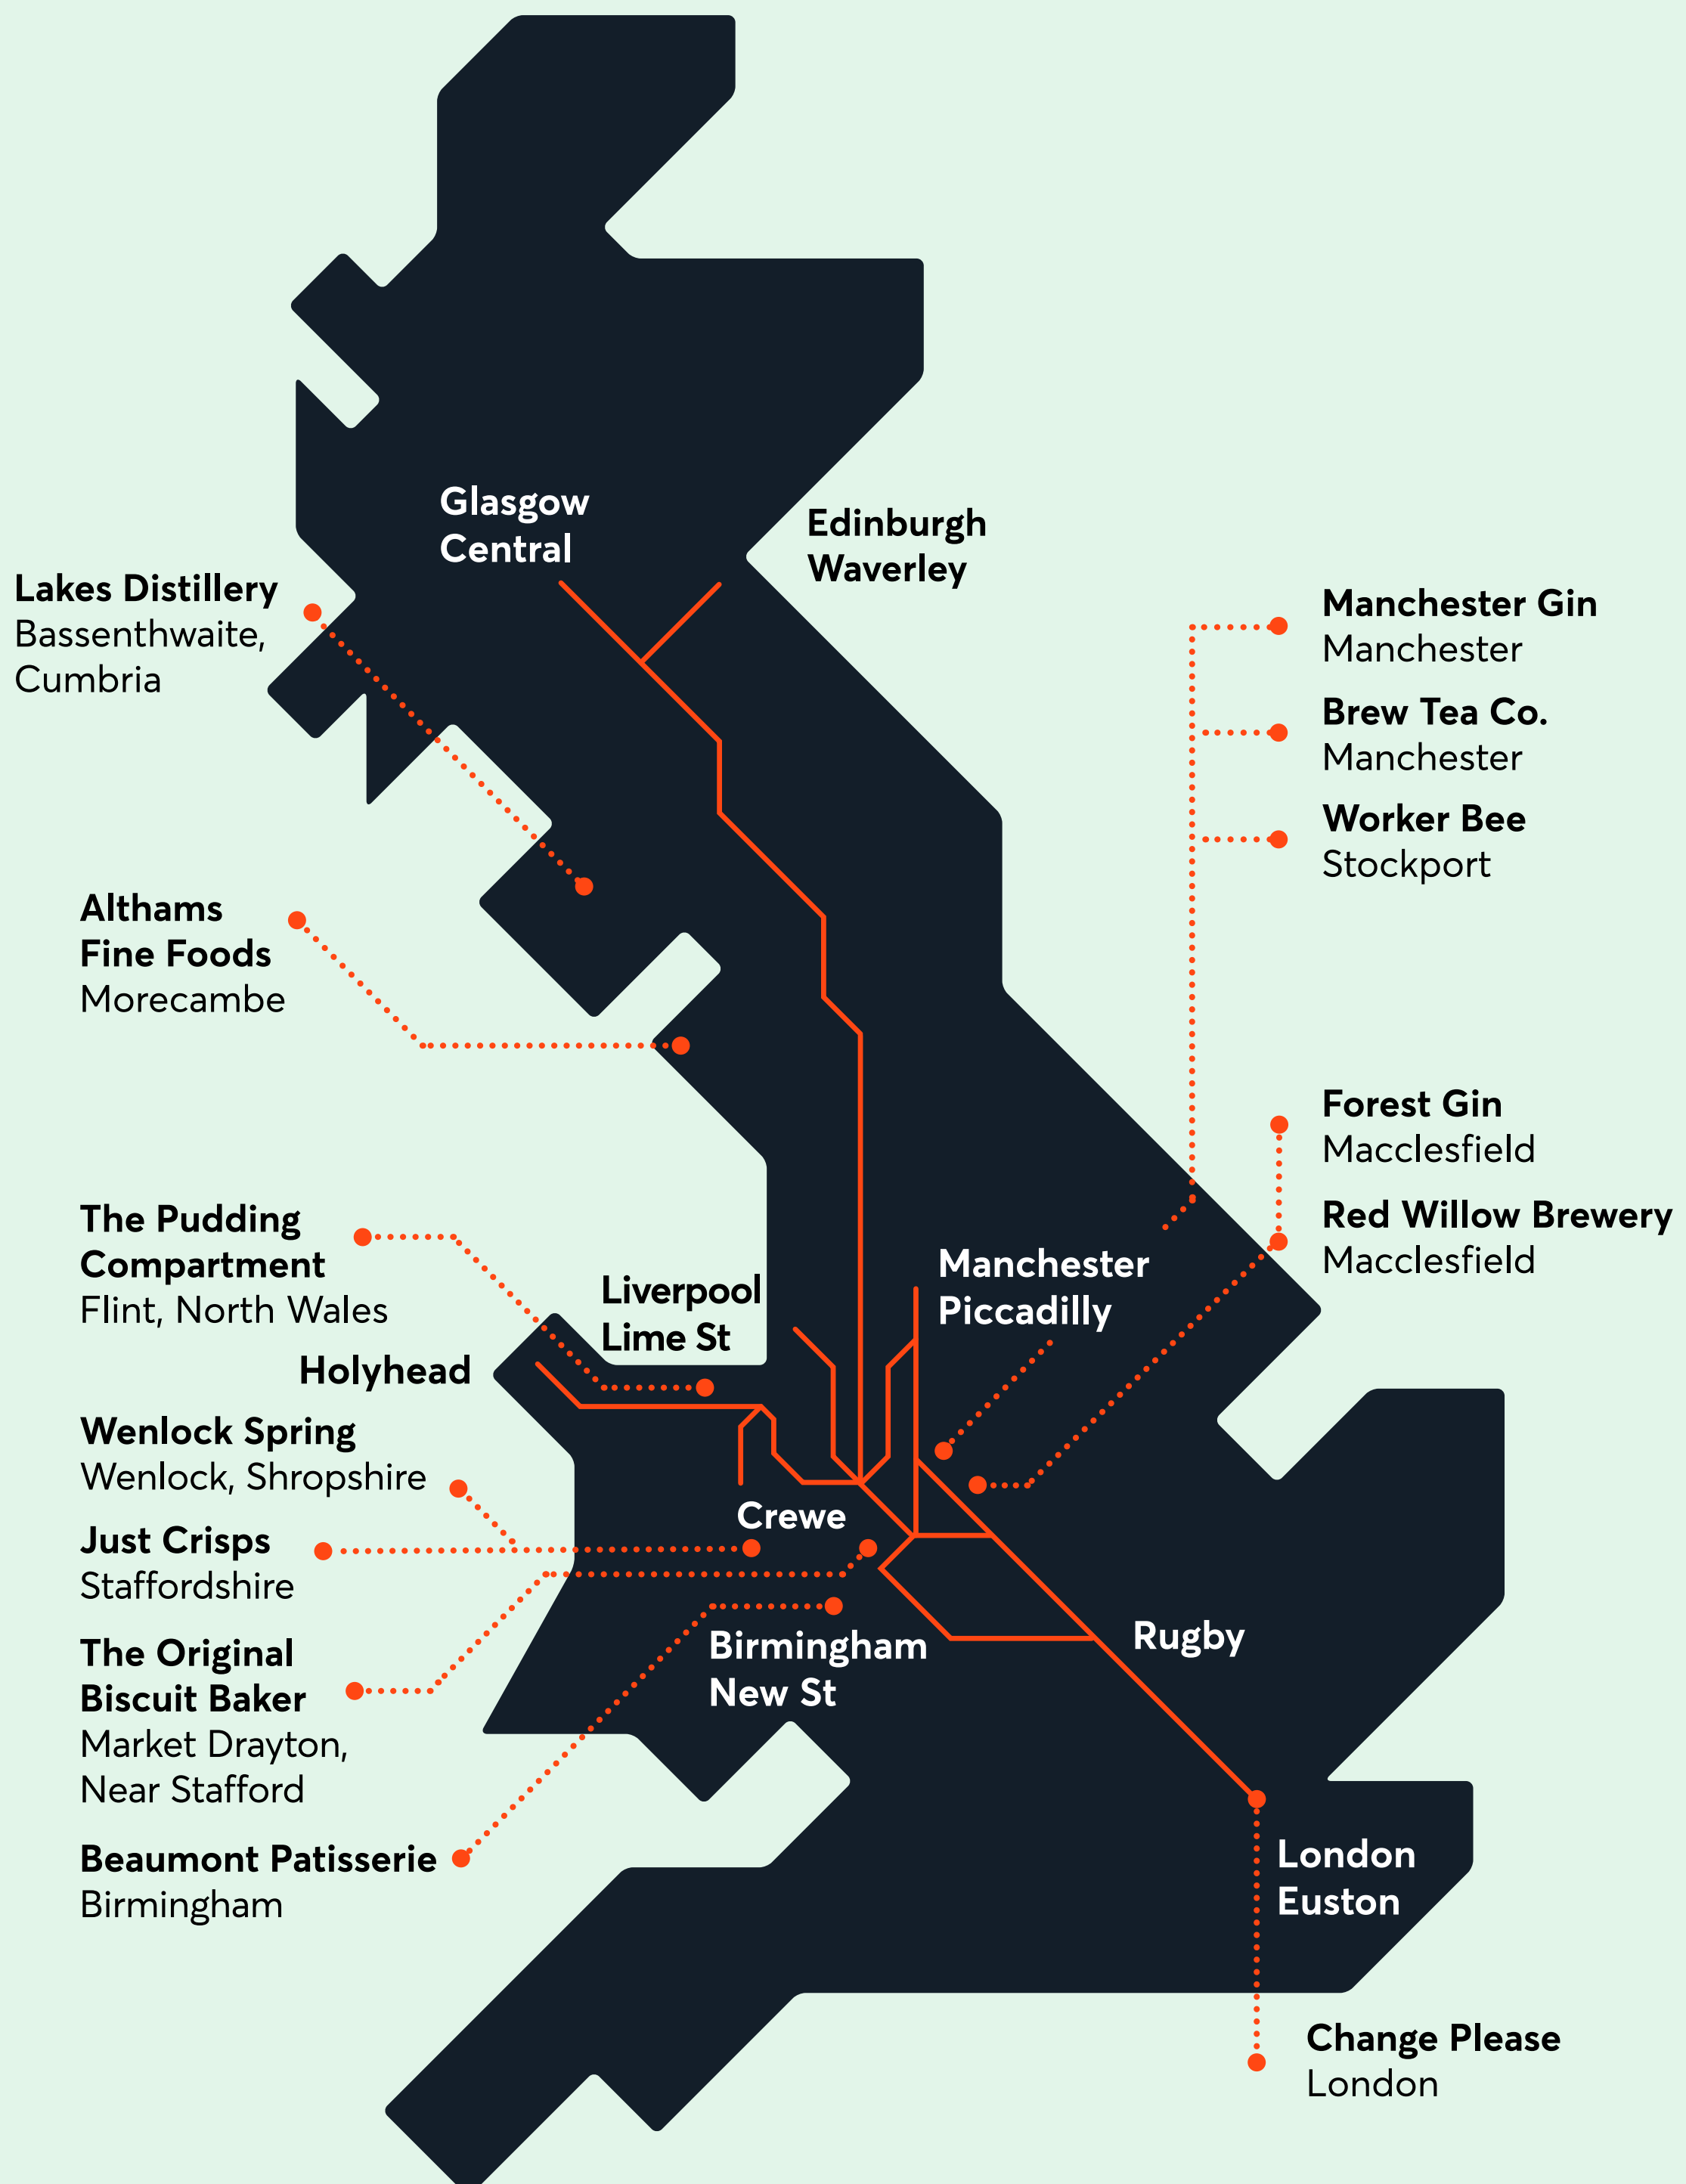 Glasgow
Central
Edinburgh
Waverley
Lakes Distillery
Bassenthwaite,
Cumbria
Manchester Gin
Manchester
Brew Tea Co.
Manchester
Worker Bee
Stockport
Althams
Fine Foods
Morecambe
Forest Gin
Macclesfield
Red Willow Brewery
Macclesfield
The Pudding
Compartment
Flint, North Wales
Liverpool
Lime St
Manchester
Piccadilly
Holyhead
Wenlock Spring
Wenlock, Shropshire
Crewe
Just Crisps
Staffordshire
The Original
Biscuit Baker
Market Drayton,
Near Stafford
Birmingham
New St
Rugby
Beaumont Patisserie
Birmingham
London
Euston
Change Please
London